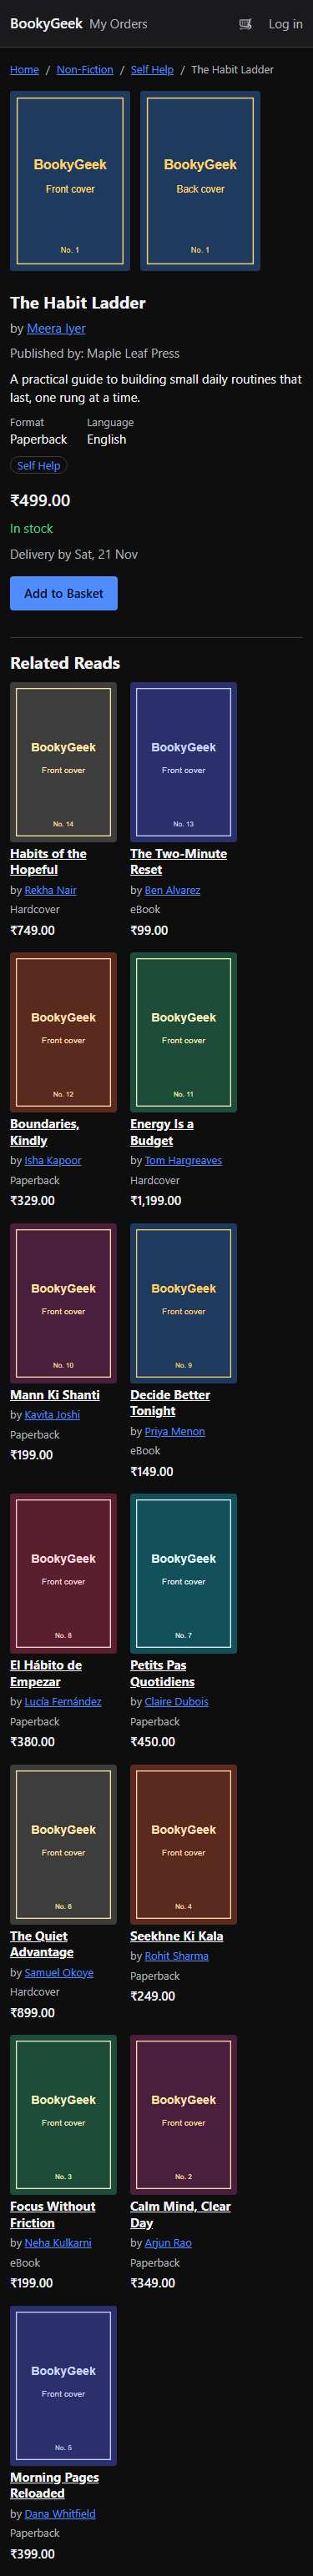 BookyGeek My Orders Log in
Home / Non-Fiction / Self Help / The Habit Ladder
BookyGeek
Front cover
No. 1
BookyGeek
Back cover
No. 1
The Habit Ladder
by Meera Iyer
Published by: Maple Leaf Press
A practical guide to building small daily routines that
last, one rung at a time.
Format Language
Paperback English
Self Help
₹499.00
In stock
Delivery by Sat, 21 Nov
Add to Basket
Related Reads
BookyGeek
Front cover
No. 14
Habits of the
Hopeful
by Rekha Nair
Hardcover
₹749.00
BookyGeek
Front cover
No. 13
The Two-Minute
Reset
by Ben Alvarez
eBook
₹99.00
BookyGeek
Front cover
No. 12
Boundaries,
Kindly
by Isha Kapoor
Paperback
₹329.00
BookyGeek
Front cover
No. 11
Energy Is a
Budget
by Tom Hargreaves
Hardcover
₹1,199.00
BookyGeek
Front cover
No. 10
Mann Ki Shanti
by Kavita Joshi
Paperback
₹199.00
BookyGeek
Front cover
No. 9
Decide Better
Tonight
by Priya Menon
eBook
₹149.00
BookyGeek
Front cover
No. 8
El Hábito de
Empezar
by Lucía Fernández
Paperback
₹380.00
BookyGeek
Front cover
No. 7
Petits Pas
Quotidiens
by Claire Dubois
Paperback
₹450.00
BookyGeek
Front cover
No. 6
The Quiet
Advantage
by Samuel Okoye
Hardcover
₹899.00
BookyGeek
Front cover
No. 4
Seekhne Ki Kala
by Rohit Sharma
Paperback
₹249.00
BookyGeek
Front cover
No. 3
Focus Without
Friction
by Neha Kulkarni
eBook
₹199.00
BookyGeek
Front cover
No. 2
Calm Mind, Clear
Day
by Arjun Rao
Paperback
₹349.00
BookyGeek
Front cover
No. 5
Morning Pages
Reloaded
by Dana Whitfield
Paperback
₹399.00